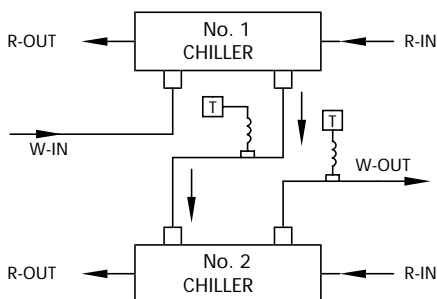 No. 1
CHILLER
R-OUT
R-IN
T
T
W-IN
W-OUT
No. 2
CHILLER
R-OUT
R-IN